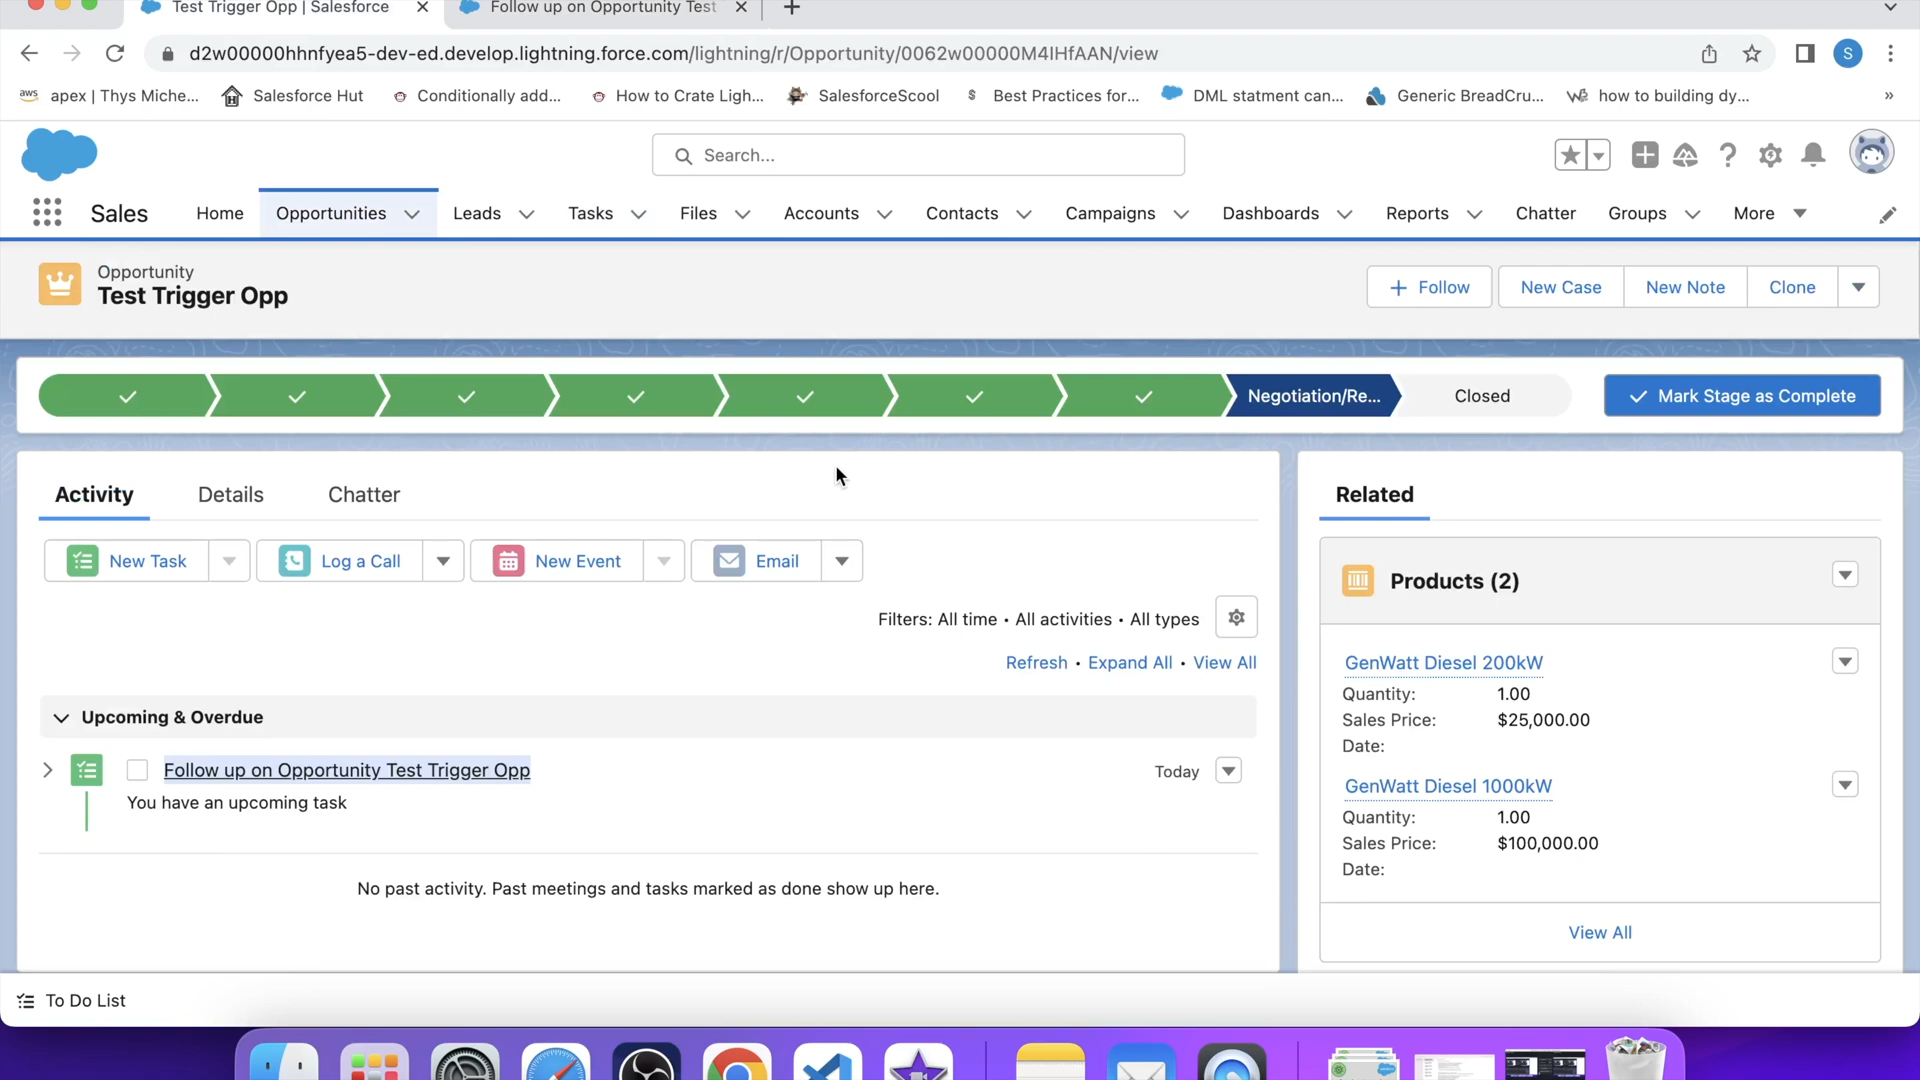 Test Trigger Opp | Salesforce
Follow up on Opportunity Test
d2w00000hhnfyea5-dev-ed.develop.lightning.force.com/lightning/r/Opportunity/0062w00000M4IHfAAN/view
S
aws apex | Thys Miche...
Salesforce Hut
Conditionally add...
How to Crate Ligh...
SalesforceScool
Best Practices for...
DML statment can...
Generic BreadCru...
how to building dy...
Search...
Sales
Home
Opportunities
Leads
Tasks
Files
Accounts
Contacts
Campaigns
Dashboards
Reports
Chatter
Groups
More
Opportunity
Test Trigger Opp
Follow
New Case
New Note
Clone
Negotiation/Re...
Closed
Mark Stage as Complete
Activity
Details
Chatter
New Task
Log a Call
New Event
Email
Filters: All time • All activities • All types
Refresh • Expand All • View All
Upcoming & Overdue
Follow up on Opportunity Test Trigger Opp
Today
You have an upcoming task
No past activity. Past meetings and tasks marked as done show up here.
Related
Products (2)
GenWatt Diesel 200kW
Quantity: 1.00
Sales Price: $25,000.00
Date:
GenWatt Diesel 1000kW
Quantity: 1.00
Sales Price: $100,000.00
Date:
View All
To Do List